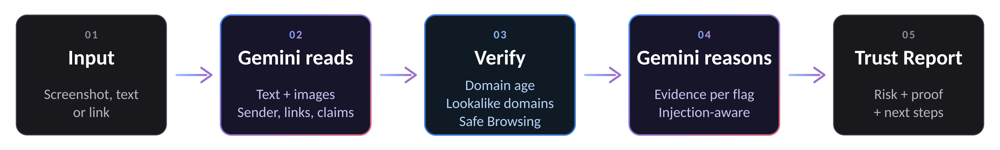 01
Input
Screenshot, text
or link
02
Gemini reads
Text + images
Sender, links, claims
03
Verify
Domain age
Lookalike domains
Safe Browsing
04
Gemini reasons
Evidence per flag
Injection-aware
05
Trust Report
Risk + proof
+ next steps